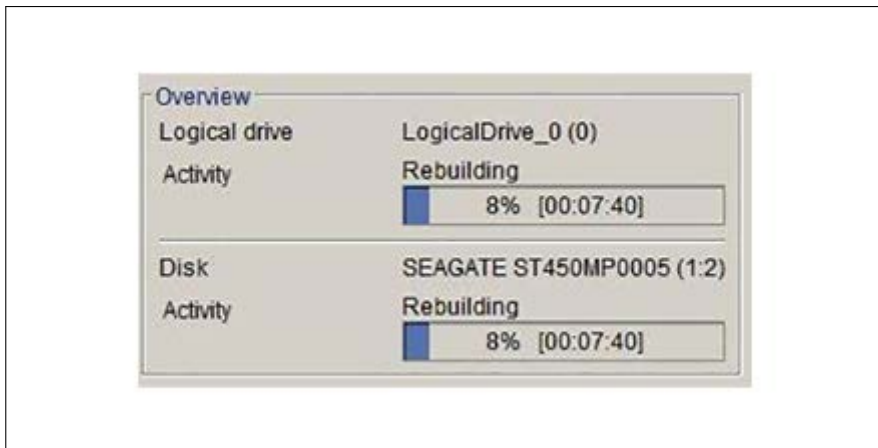 Overview
Logical drive LogicalDrive_0 (0)
Activity Rebuilding
8% [00:07:40]
Disk SEAGATE ST450MP0005 (1:2)
Activity Rebuilding
8% [00:07:40]